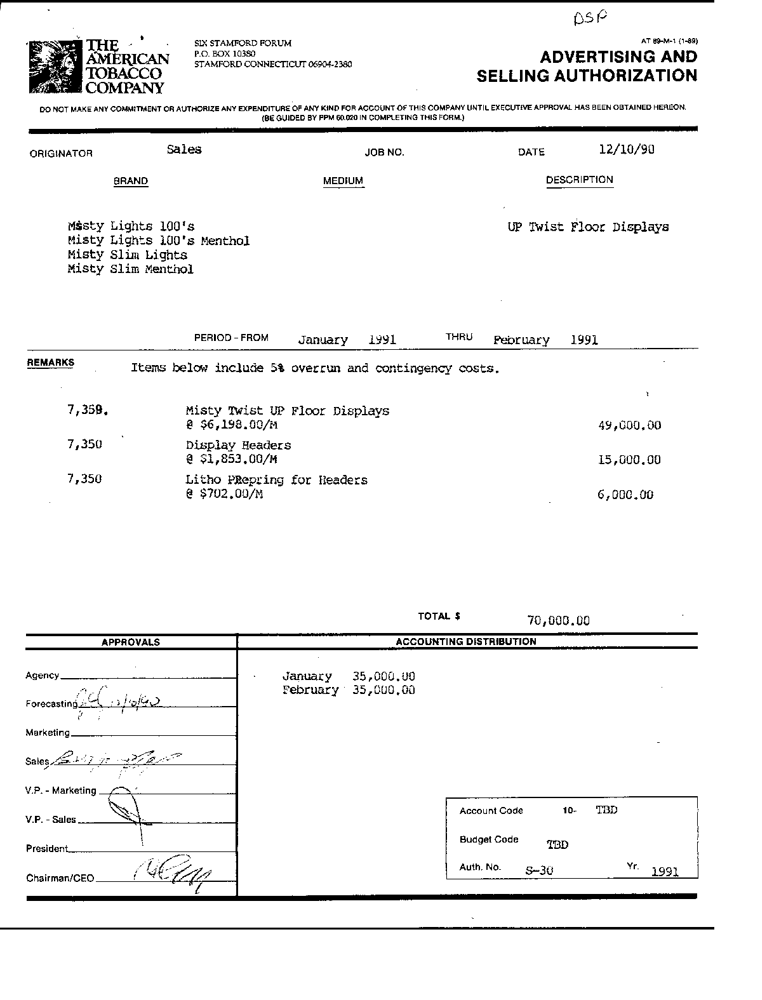 DSP
THE
AMERICAN
TOBACCO
COMPANY
SIX STAMFORD FORUM
P.O. BOX 10380
STAMFORD CONNECTICUT 06904-2380
AT 89-M-1 (1-89)
ADVERTISING AND
SELLING AUTHORIZATION
DO NOT MAKE ANY COMMITMENT OR AUTHORIZE ANY EXPENDITURE OF ANY KIND FOR ACCOUNT OF THIS COMPANY UNTIL EXECUTIVE APPROVAL HAS BEEN OBTAINED HEREON.
(BE GUIDED BY PPM 60.020 IN COMPLETING THIS FORM.)
ORIGINATOR Sales JOB NO. DATE 12/10/90
BRAND MEDIUM DESCRIPTION
Misty Lights 100's UP Twist Floor Displays
Misty Lights 100's Menthol
Misty Slim Lights
Misty Slim Menthol
PERIOD - FROM January 1991 THRU February 1991
REMARKS Items below include 5% overrun and contingency costs.
7,350. Misty Twist UP Floor Displays
@ $6,198.00/M 49,000.00
7,350 Display Headers
@ $1,853.00/M 15,000.00
7,350 Litho PRepring for Headers
@ $702.00/M 6,000.00
TOTAL $ 70,000.00
APPROVALS ACCOUNTING DISTRIBUTION
Agency
January 35,000.00
February 35,000.00
Forecasting 12/10/90
Marketing
Sales
V.P. - Marketing
V.P. - Sales
President
Chairman/CEO
Account Code 10- TBD
Budget Code TBD
Auth. No. S-30 Yr. 1991